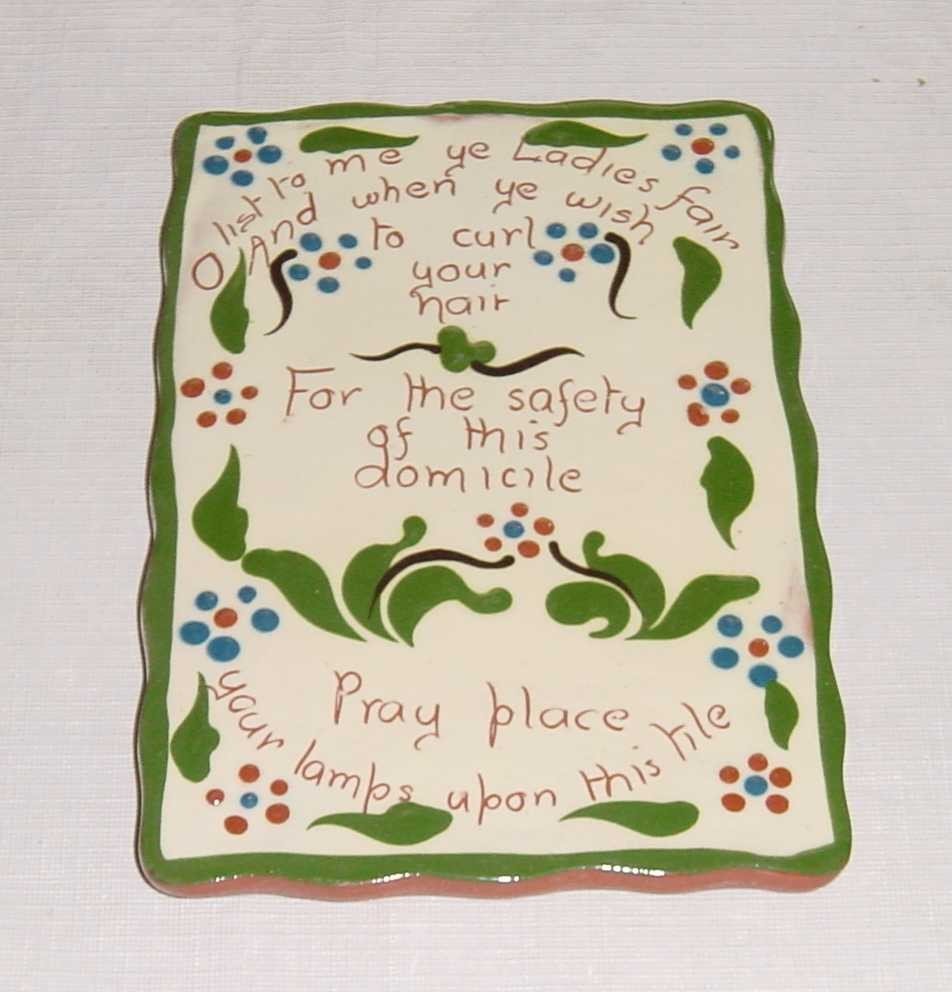 O list to me ye Ladies fair
And when ye wish
to curl
your
hair
For the safety
of this
domicile
Pray place
your lamps upon this tile